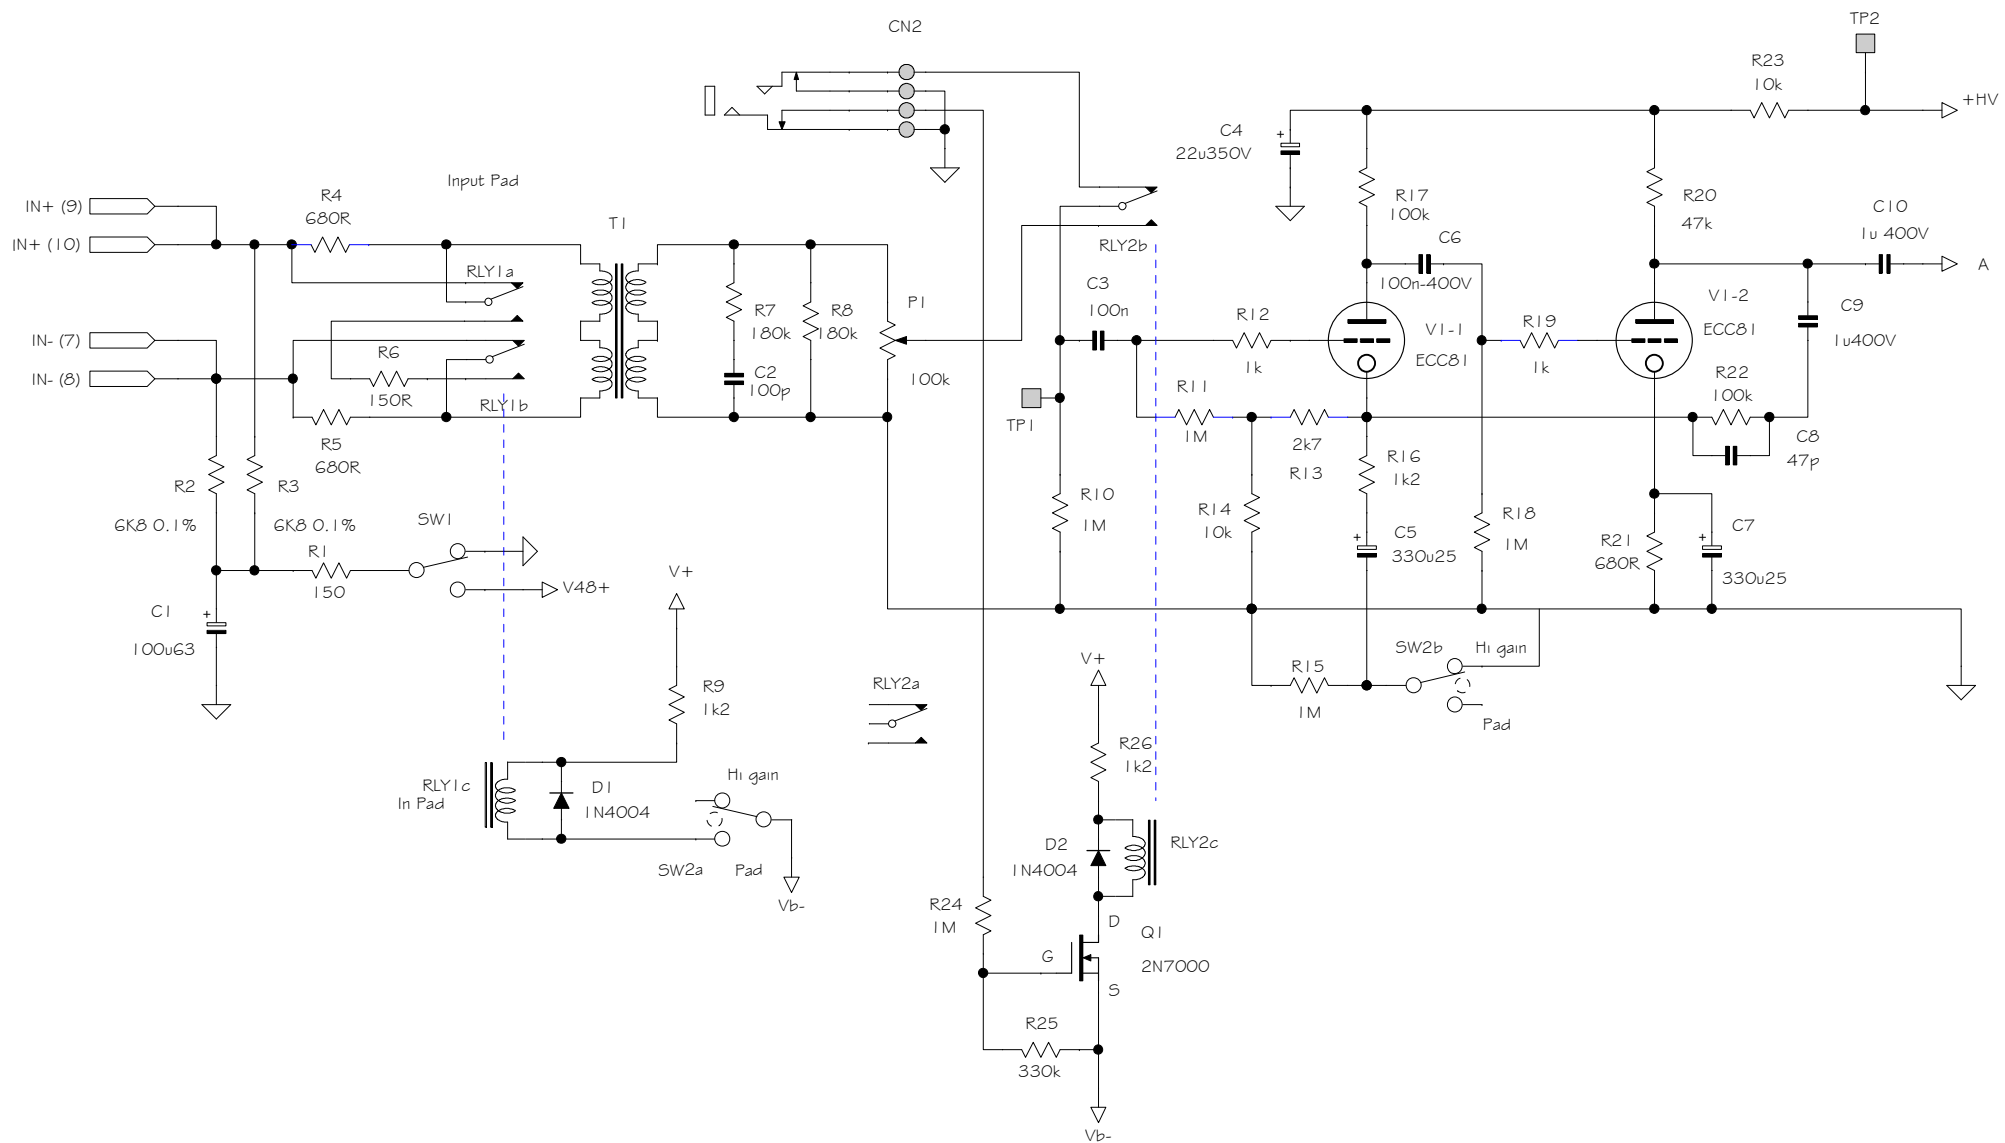 CN2
TP2
R23
10k
+HV
C4
22u350V
Input Pad
R4
680R
IN+ (9)
IN+ (10)
T1
R17
100k
R20
47k
C10
1u 400V
A
RLY1a
RLY2b
C6
100n-400V
C3
100n
P1
R7
180k
R8
180k
R12
1k
V1-1
ECC81
R19
1k
V1-2
ECC81
C9
1u400V
IN- (7)
IN- (8)
R6
150R
C2
100p
100k
R11
1M
R22
100k
RLY1b
TP1
2k7
R13
R16
1k2
C8
47p
R5
680R
R2
6K8 0.1%
R3
6K8 0.1%
R10
1M
R14
10k
R18
1M
SW1
R1
150
V48+
C5
330u25
R21
680R
C7
330u25
+
+
+
+
C1
100u63
V+
V+
SW2b
Hi gain
R15
1M
Pad
R9
1k2
RLY2a
R26
1k2
RLY1c
In Pad
D1
1N4004
Hi gain
SW2a
Pad
Vb-
D2
1N4004
RLY2c
R24
1M
D
G
S
Q1
2N7000
R25
330k
Vb-